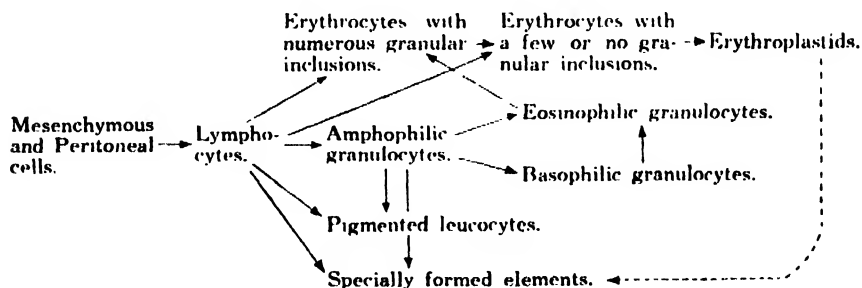 Erythrocytes with
numerous granular
inclusions.
Erythrocytes with
a few or no gra-
nular inclusions.
Erythroplastids.
Mesenchymous
and Peritoneal
cells.
Lympho-
cytes.
Amphophilic
granulocytes.
Eosinophilic granulocytes.
Basophilic granulocytes.
Pigmented leucocytes.
Specially formed elements.